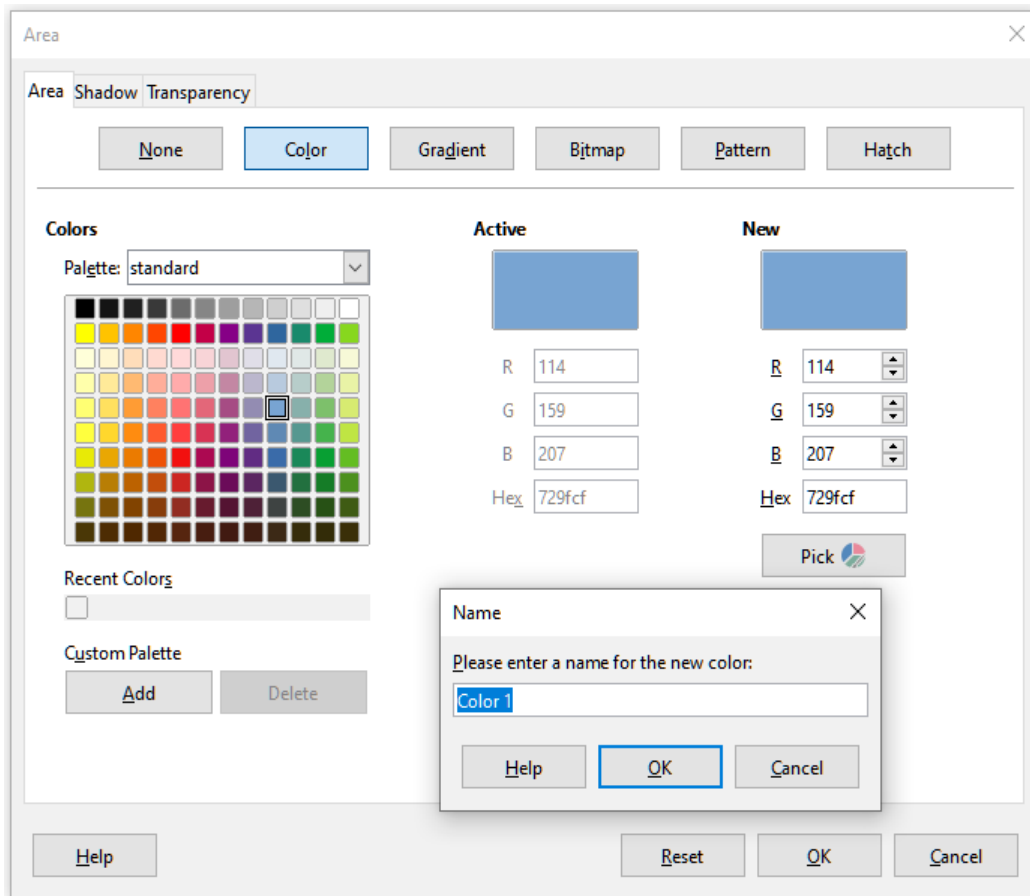 Area
Area Shadow Transparency
None Color Gradient Bitmap Pattern Hatch
Colors Active New
Palette: standard
R 114 R 114
G 159 G 159
B 207 B 207
Hex 729fcf Hex 729fcf
Pick
Recent Colors
Custom Palette
Add Delete
Name
Please enter a name for the new color:
Color 1
Help OK Cancel
Help Reset OK Cancel